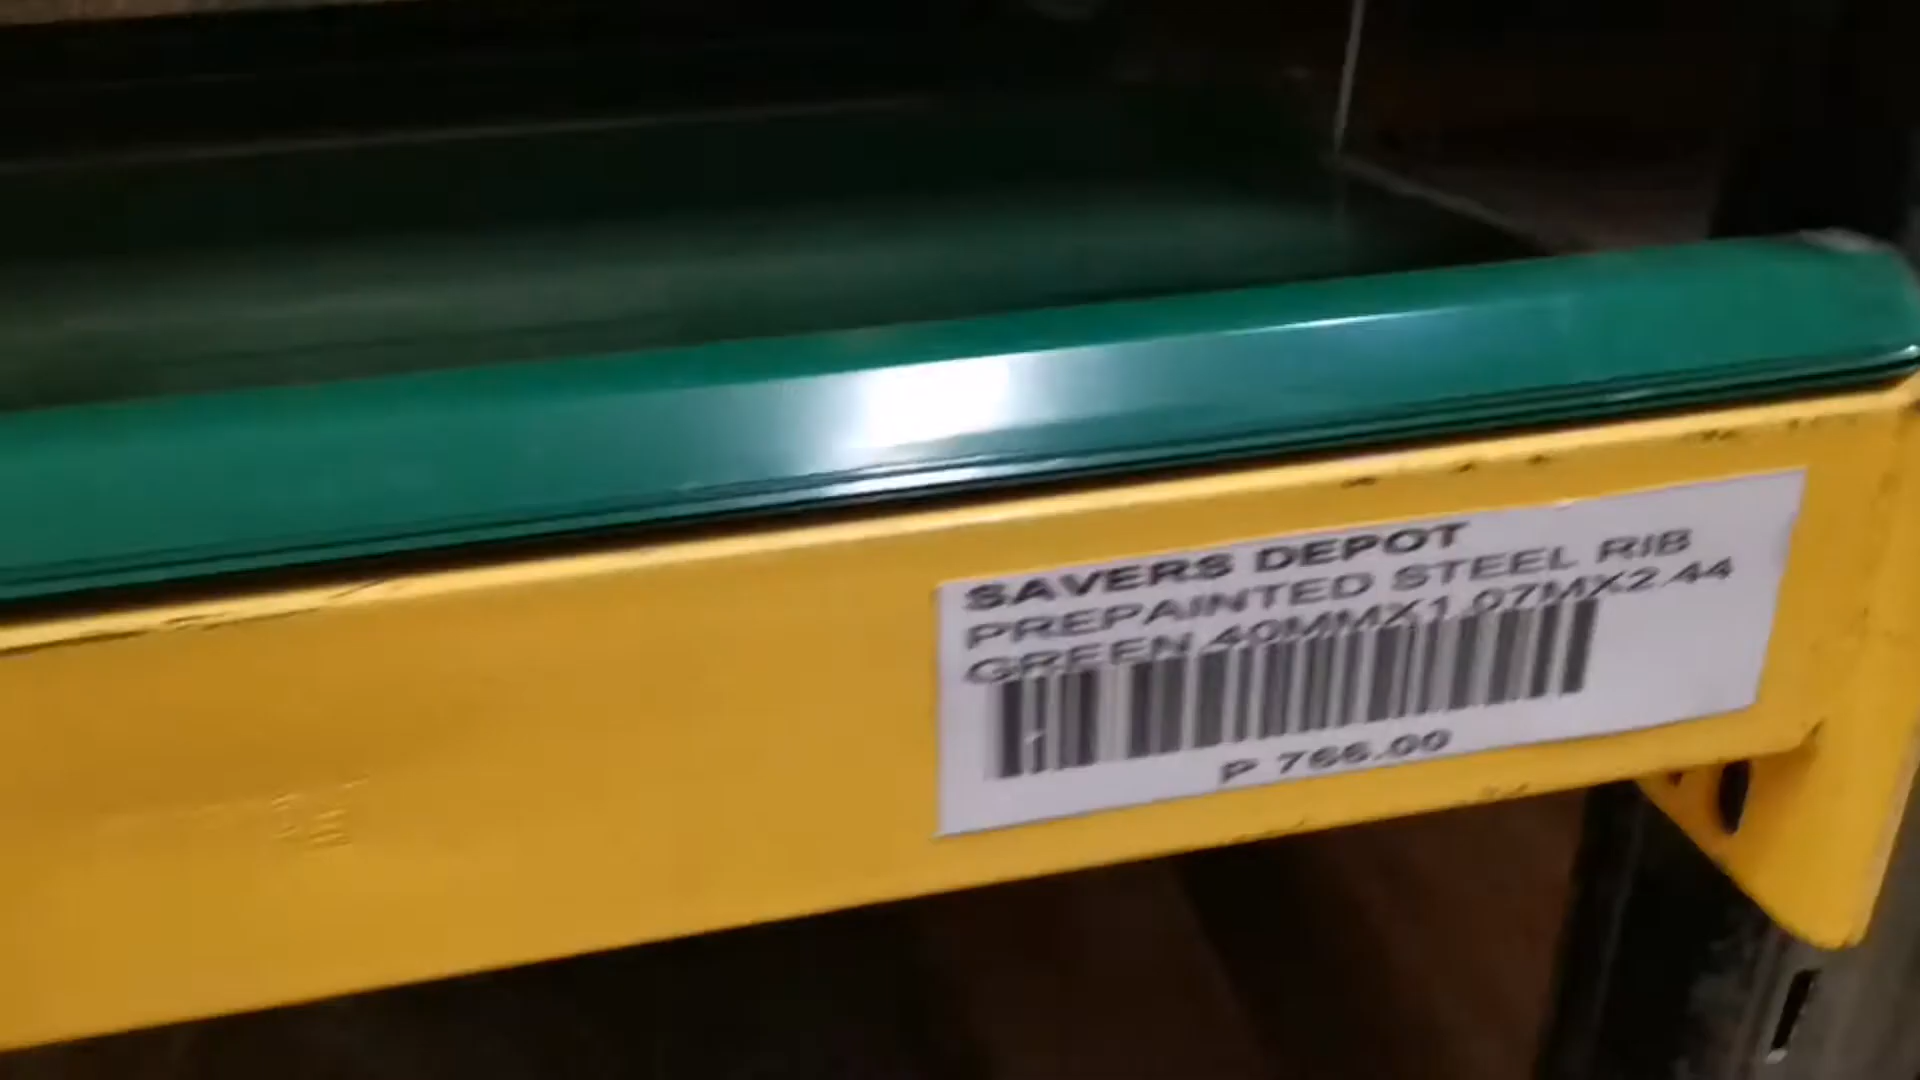 SAVERS DEPOT
PREPAINTED STEEL RIB
GREEN .40MMX1.07MX2.44
P 766.00